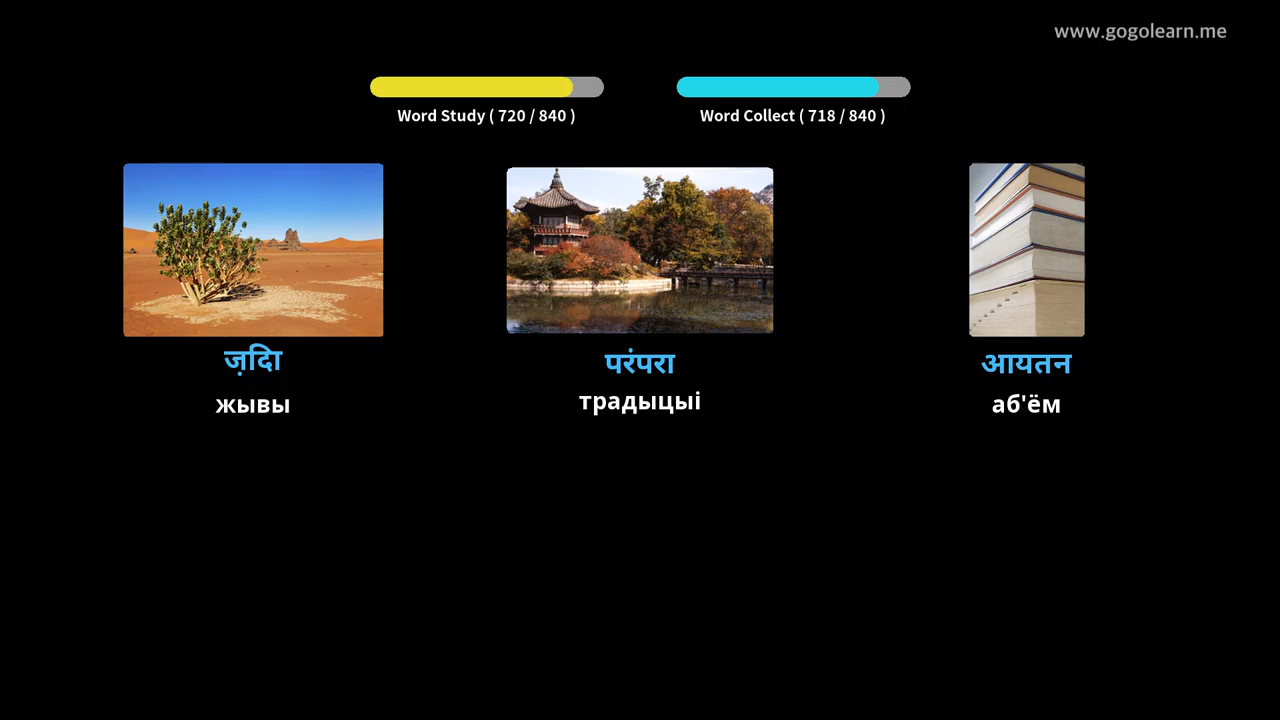 www.gogolearn.me
Word Study ( 720 / 840 )
Word Collect ( 718 / 840 )
ज़िंदा
परंपरा
आयतन
жывы
традыцыі
аб'ём